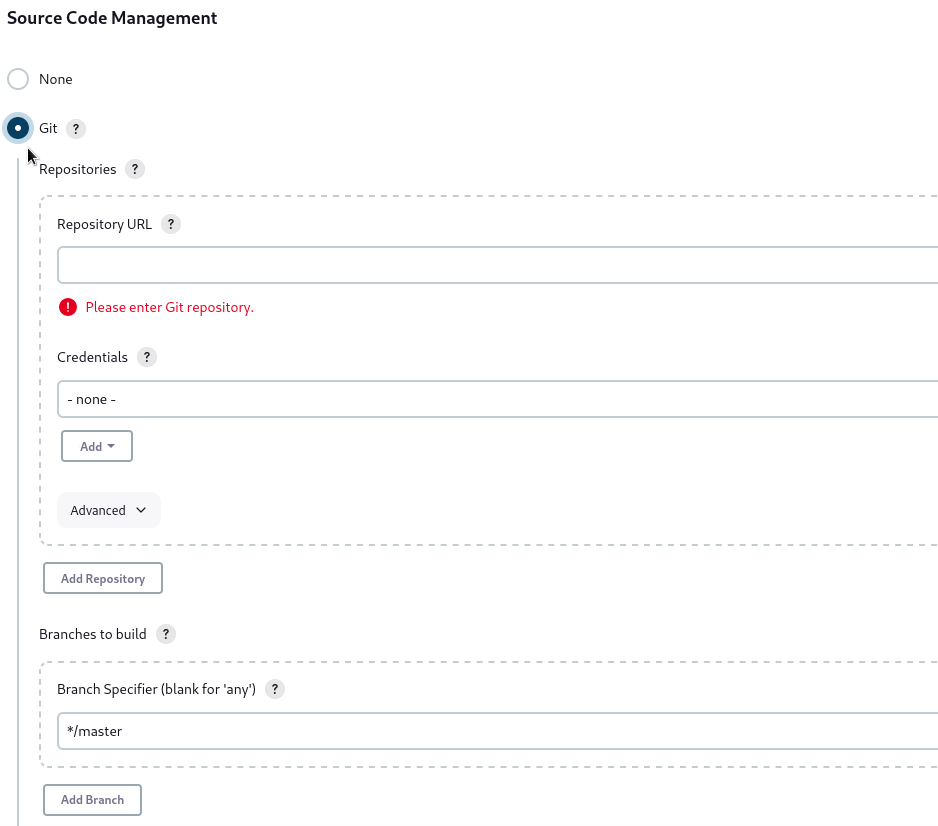 Source Code Management
None
Git ?
Repositories ?
Repository URL ?
! Please enter Git repository.
Credentials ?
- none -
Add
Advanced
Add Repository
Branches to build ?
Branch Specifier (blank for 'any') ?
*/master
Add Branch